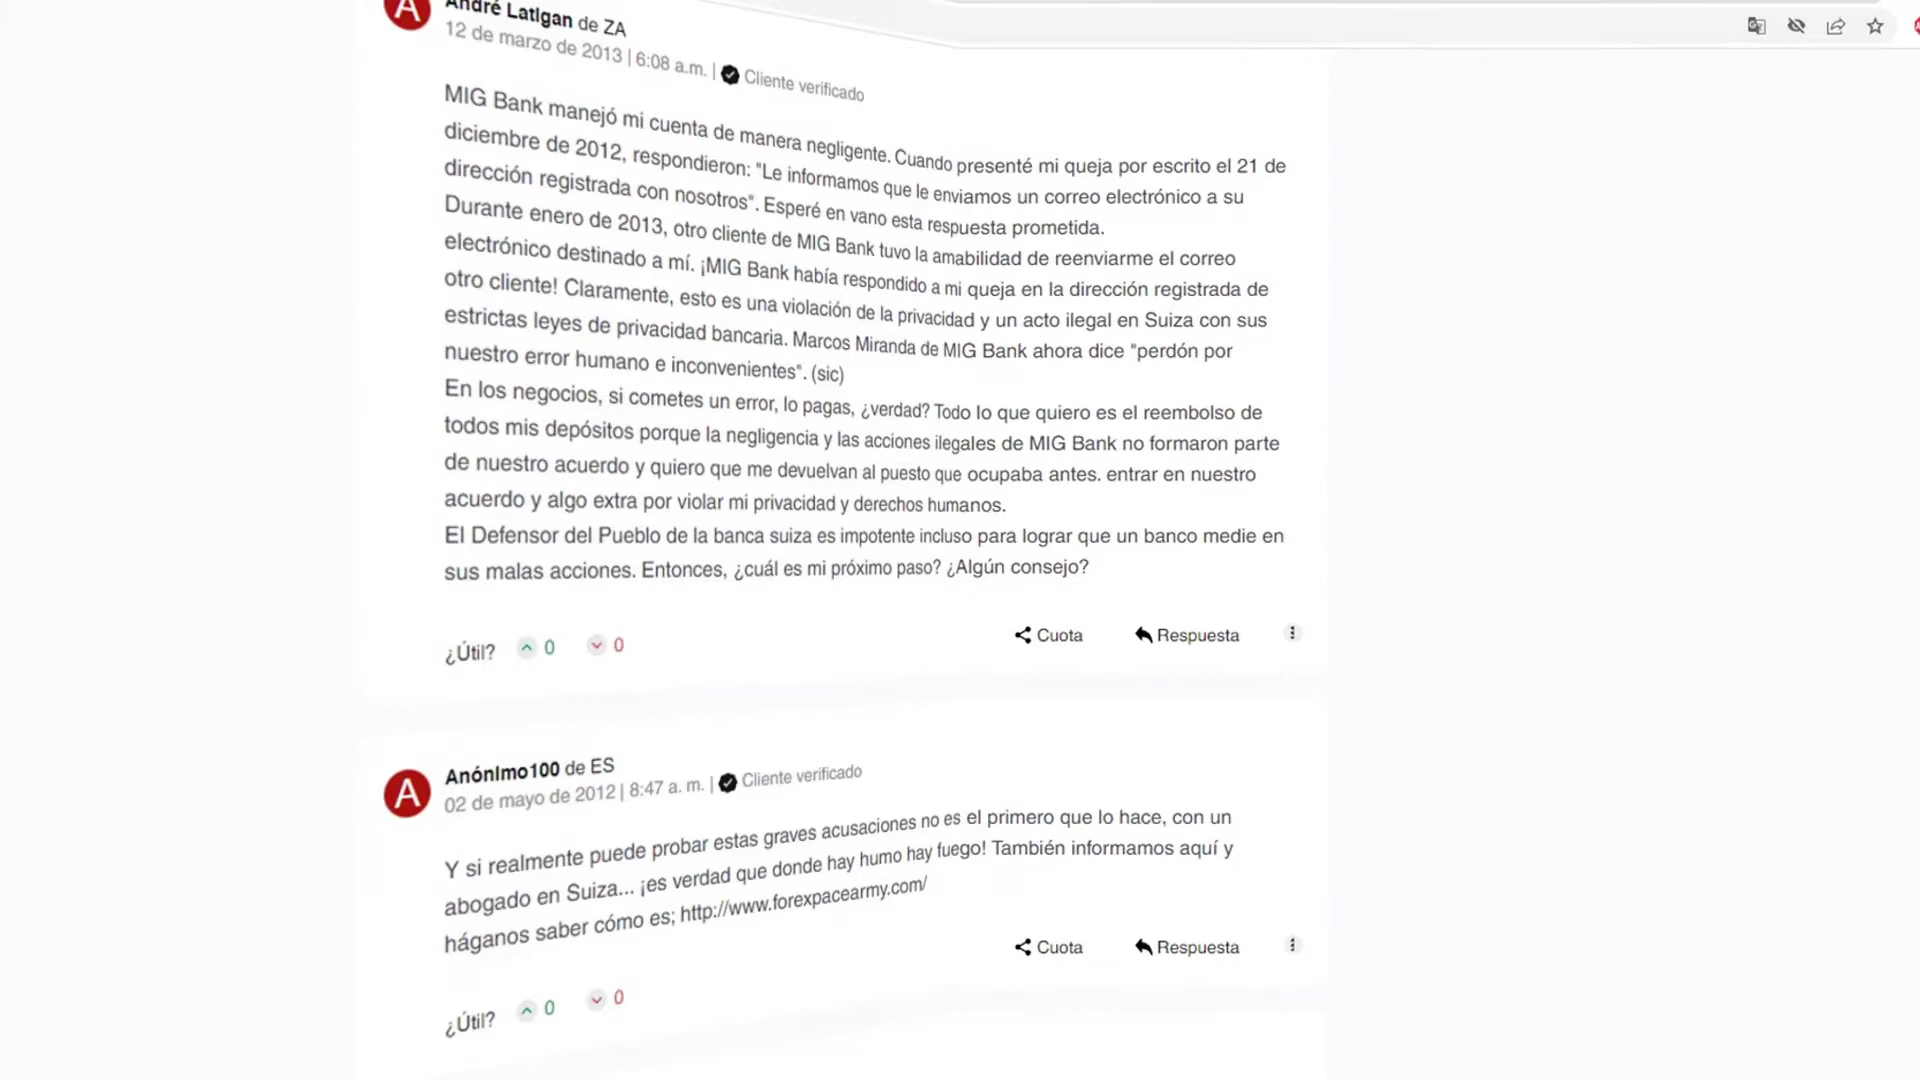 André Latigan de ZA
12 de marzo de 2013 | 6:08 a.m. | Cliente verificado
MIG Bank manejó mi cuenta de manera negligente. Cuando presenté mi queja por escrito el 21 de
diciembre de 2012, respondieron: "Le informamos que le enviamos un correo electrónico a su
dirección registrada con nosotros". Esperé en vano esta respuesta prometida.
Durante enero de 2013, otro cliente de MIG Bank tuvo la amabilidad de reenviarme el correo
electrónico destinado a mí. ¡MIG Bank había respondido a mi queja en la dirección registrada de
otro cliente! Claramente, esto es una violación de la privacidad y un acto ilegal en Suiza con sus
estrictas leyes de privacidad bancaria. Marcos Miranda de MIG Bank ahora dice "perdón por
nuestro error humano e inconvenientes". (sic)
En los negocios, si cometes un error, lo pagas, ¿verdad? Todo lo que quiero es el reembolso de
todos mis depósitos porque la negligencia y las acciones ilegales de MIG Bank no formaron parte
de nuestro acuerdo y quiero que me devuelvan al puesto que ocupaba antes. entrar en nuestro
acuerdo y algo extra por violar mi privacidad y derechos humanos.
El Defensor del Pueblo de la banca suiza es impotente incluso para lograr que un banco medie en
sus malas acciones. Entonces, ¿cuál es mi próximo paso? ¿Algún consejo?
¿Útil? 0 0 Cuota Respuesta
A
Anónimo100 de ES
02 de mayo de 2012 | 8:47 a. m. | Cliente verificado
Y si realmente puede probar estas graves acusaciones no es el primero que lo hace, con un
abogado en Suiza... ¡es verdad que donde hay humo hay fuego! También informamos aquí y
háganos saber cómo es; http://www.forexpacearmy.com/
Cuota Respuesta
¿Útil? 0 0